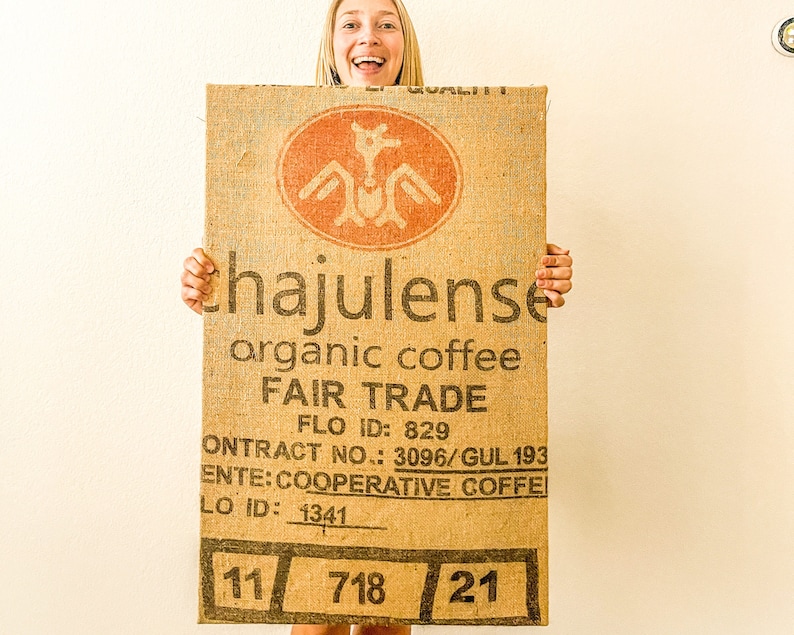 QUALITY
chajulense
organic coffee
FAIR TRADE
FLO ID: 829
ONTRACT NO.: 3096/GUL 193
ENTE: COOPERATIVE COFFE
LO ID: 1341
11 718 21